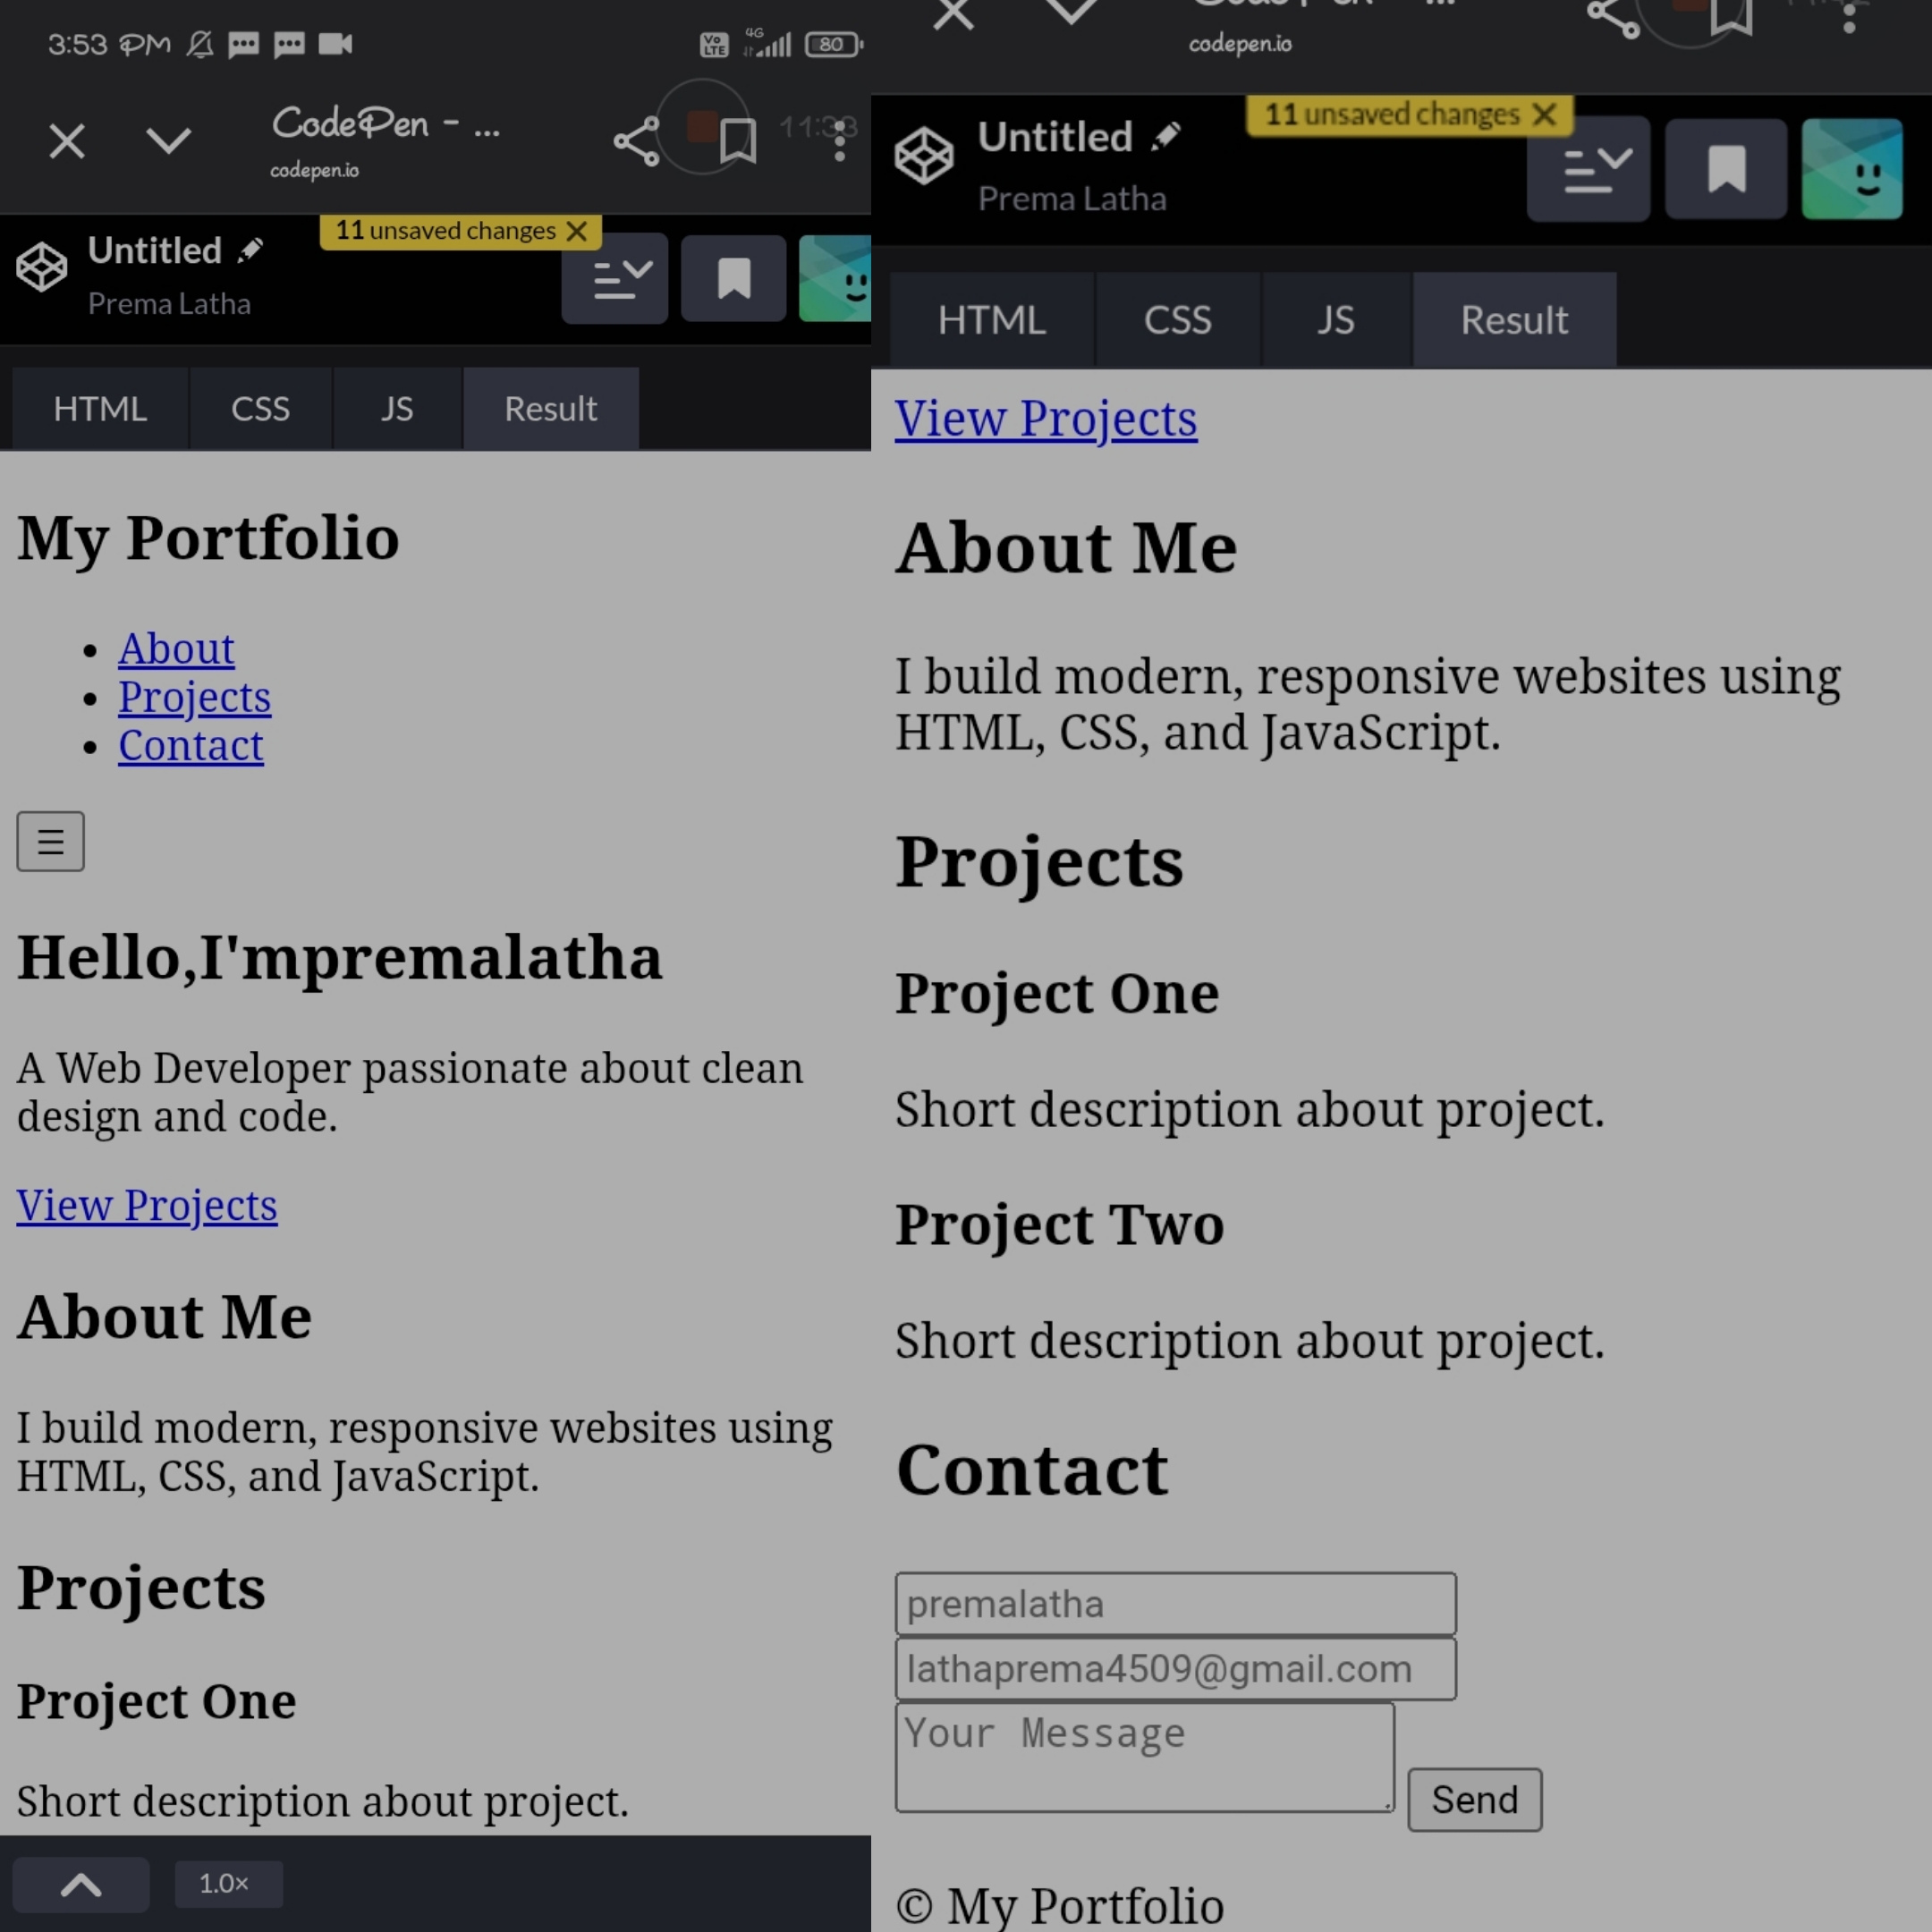 3:53 PM
Vo LTE 4G 80
CodePen - ...
11:33
codepen.io
11 unsaved changes
Untitled
Prema Latha
HTML CSS JS Result
My Portfolio
• About
• Projects
• Contact
☰
Hello,I'mpremalatha
A Web Developer passionate about clean
design and code.
View Projects
About Me
I build modern, responsive websites using
HTML, CSS, and JavaScript.
Projects
Project One
Short description about project.
1.0×
codepen.io
11 unsaved changes
Untitled
Prema Latha
HTML CSS JS Result
View Projects
About Me
I build modern, responsive websites using
HTML, CSS, and JavaScript.
Projects
Project One
Short description about project.
Project Two
Short description about project.
Contact
premalatha
lathaprema4509@gmail.com
Your Message
Send
© My Portfolio